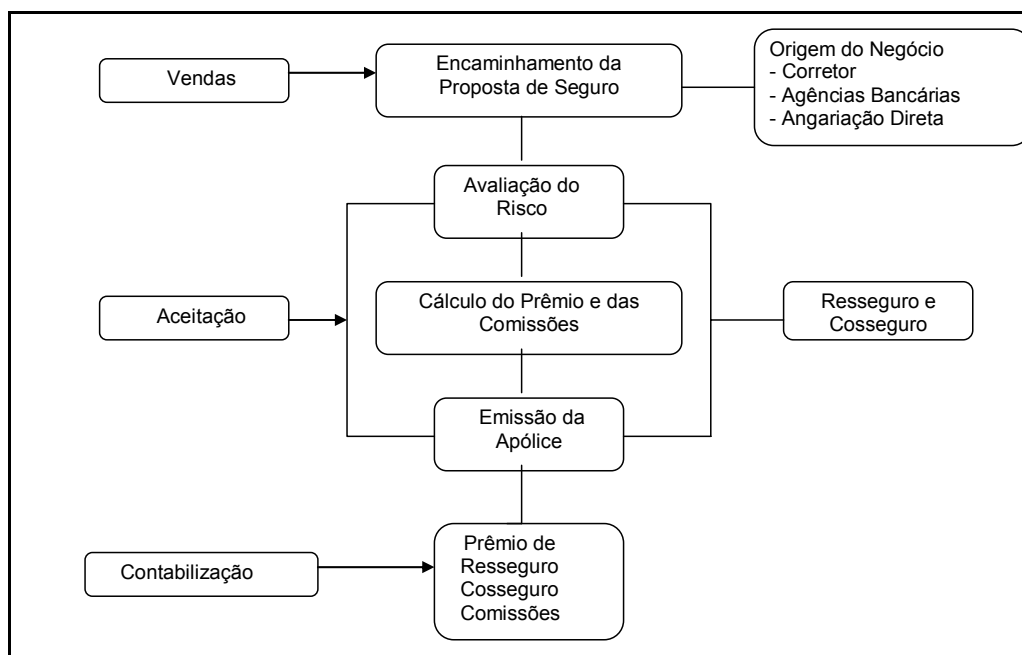 Vendas
Encaminhamento da
Proposta de Seguro
Origem do Negócio
- Corretor
- Agências Bancárias
- Angariação Direta
Avaliação do
Risco
Aceitação
Cálculo do Prêmio e das
Comissões
Resseguro e
Cosseguro
Emissão da
Apólice
Contabilização
Prêmio de
Resseguro
Cosseguro
Comissões